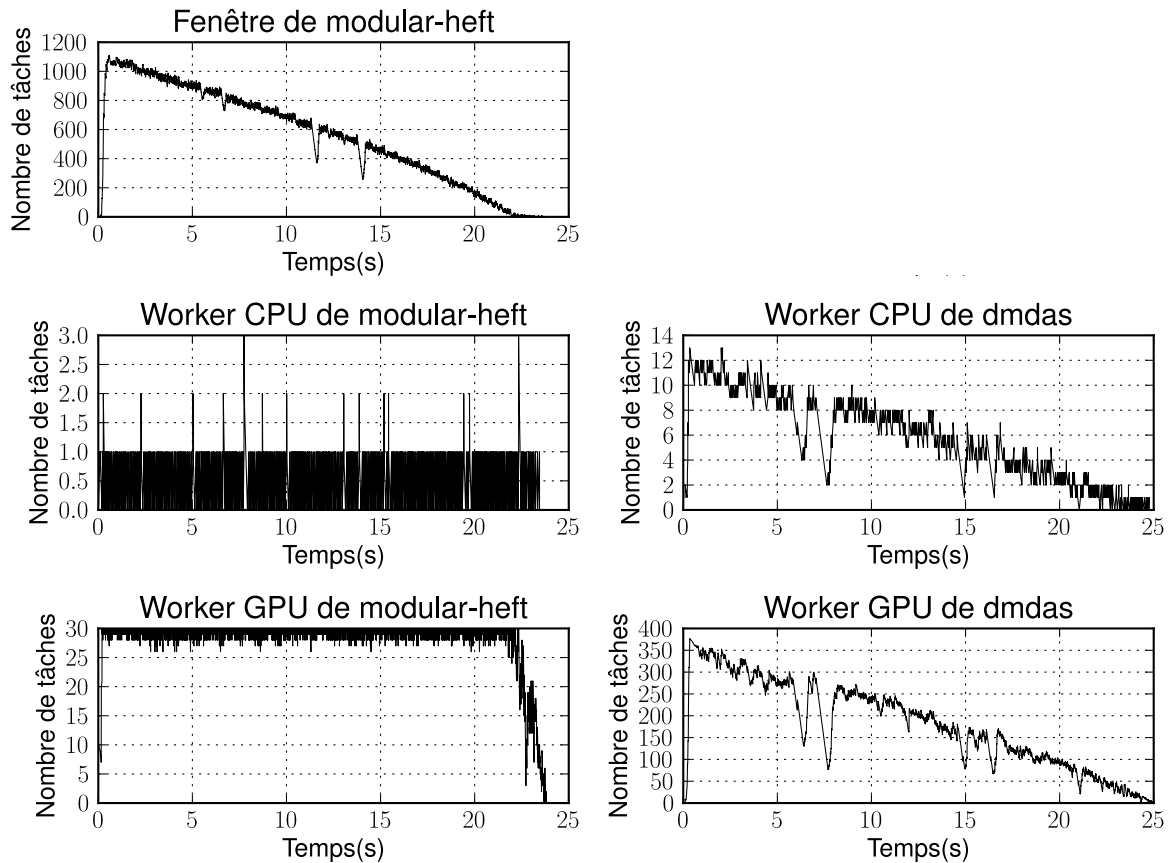 Fenêtre de modular-heft
Nombre de tâches
1200
1000
800
600
400
200
0
0 5 10 15 20 25
Temps(s)
Worker CPU de modular-heft
Nombre de tâches
3.0
2.5
2.0
1.5
1.0
0.5
0.0
0 5 10 15 20 25
Temps(s)
Worker CPU de dmdas
Nombre de tâches
14
12
10
8
6
4
2
0
0 5 10 15 20 25
Temps(s)
Worker GPU de modular-heft
Nombre de tâches
30
25
20
15
10
5
0
0 5 10 15 20 25
Temps(s)
Worker GPU de dmdas
Nombre de tâches
400
350
300
250
200
150
100
50
0
0 5 10 15 20 25
Temps(s)